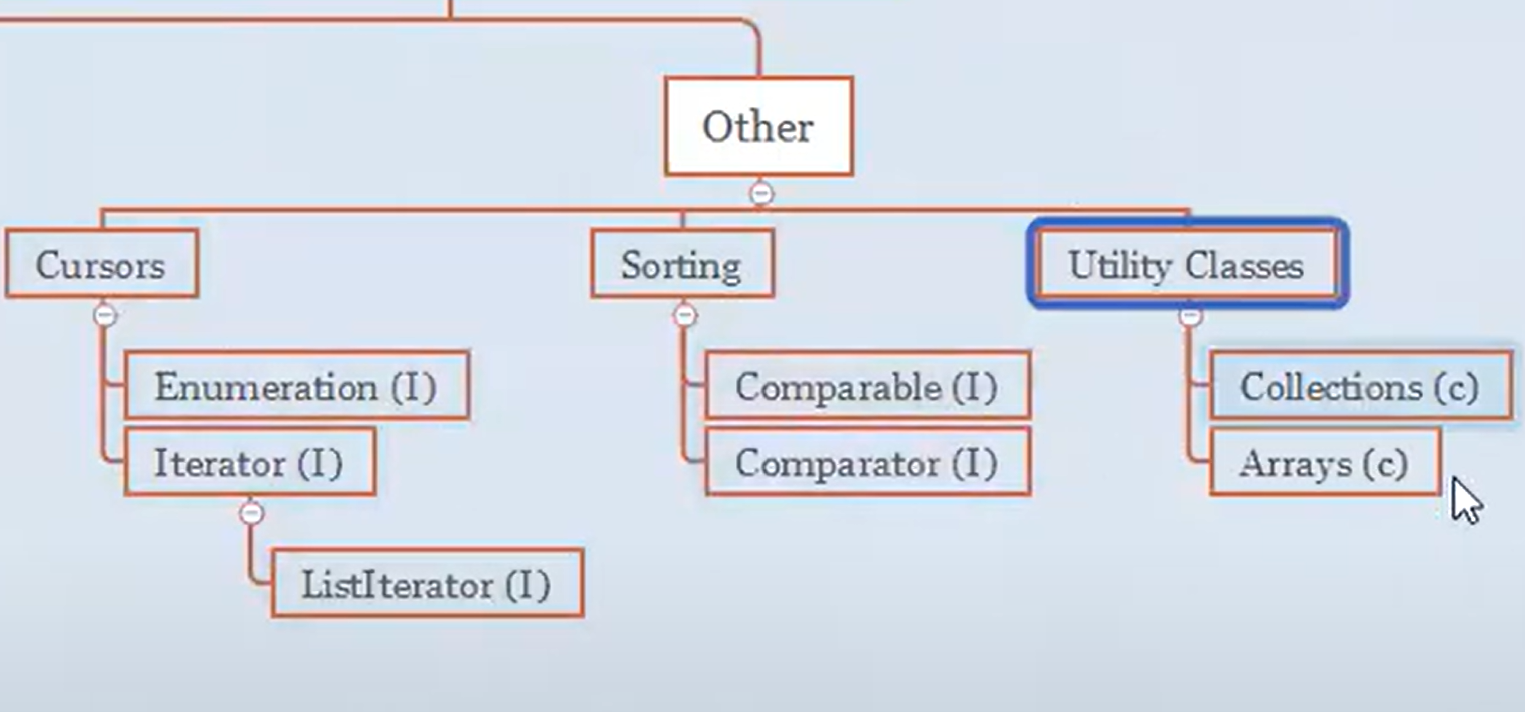 Other
Cursors
Sorting
Utility Classes
Enumeration (I)
Comparable (I)
Collections (c)
Iterator (I)
Comparator (I)
Arrays (c)
ListIterator (I)